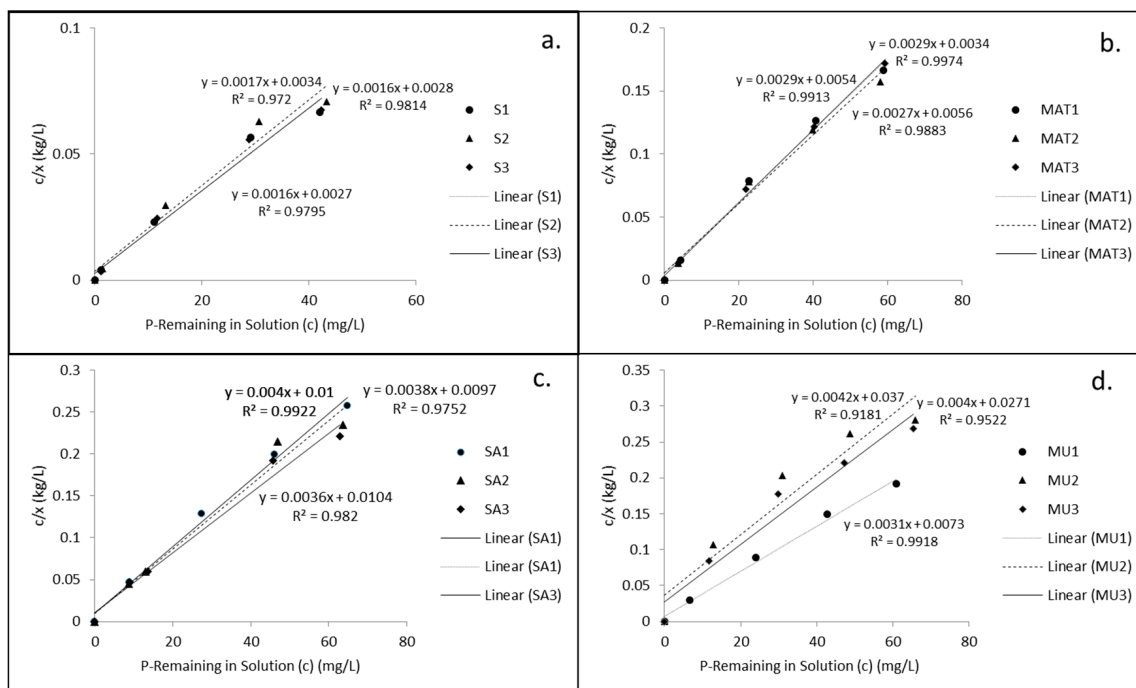 a.
0.1
0.05
0
c/x (kg/L)
y = 0.0017x + 0.0034
R² = 0.972
y = 0.0016x + 0.0028
R² = 0.9814
y = 0.0016x + 0.0027
R² = 0.9795
0 20 40 60
P-Remaining in Solution (c) (mg/L)
S1
S2
S3
Linear (S1)
Linear (S2)
Linear (S3)
b.
0.2
0.15
0.1
0.05
0
c/x (kg/L)
y = 0.0029x + 0.0034
R² = 0.9974
y = 0.0029x + 0.0054
R² = 0.9913
y = 0.0027x + 0.0056
R² = 0.9883
0 20 40 60 80
P-Remaining in Solution (c) (mg/L)
MAT1
MAT2
MAT3
Linear (MAT1)
Linear (MAT2)
Linear (MAT3)
c.
0.3
0.25
0.2
0.15
0.1
0.05
0
c/x (kg/L)
y = 0.004x + 0.01
R² = 0.9922
y = 0.0038x + 0.0097
R² = 0.9752
y = 0.0036x + 0.0104
R² = 0.982
0 20 40 60 80
P-Remaining in Solution (c) (mg/L)
SA1
SA2
SA3
Linear (SA1)
Linear (SA1)
Linear (SA3)
d.
0.35
0.3
0.25
0.2
0.15
0.1
0.05
0
c/x (kg/L)
y = 0.0042x + 0.037
R² = 0.9181
y = 0.004x + 0.0271
R² = 0.9522
y = 0.0031x + 0.0073
R² = 0.9918
0 20 40 60 80
P-Remaining in Solution (c) (mg/L)
MU1
MU2
MU3
Linear (MU1)
Linear (MU2)
Linear (MU3)